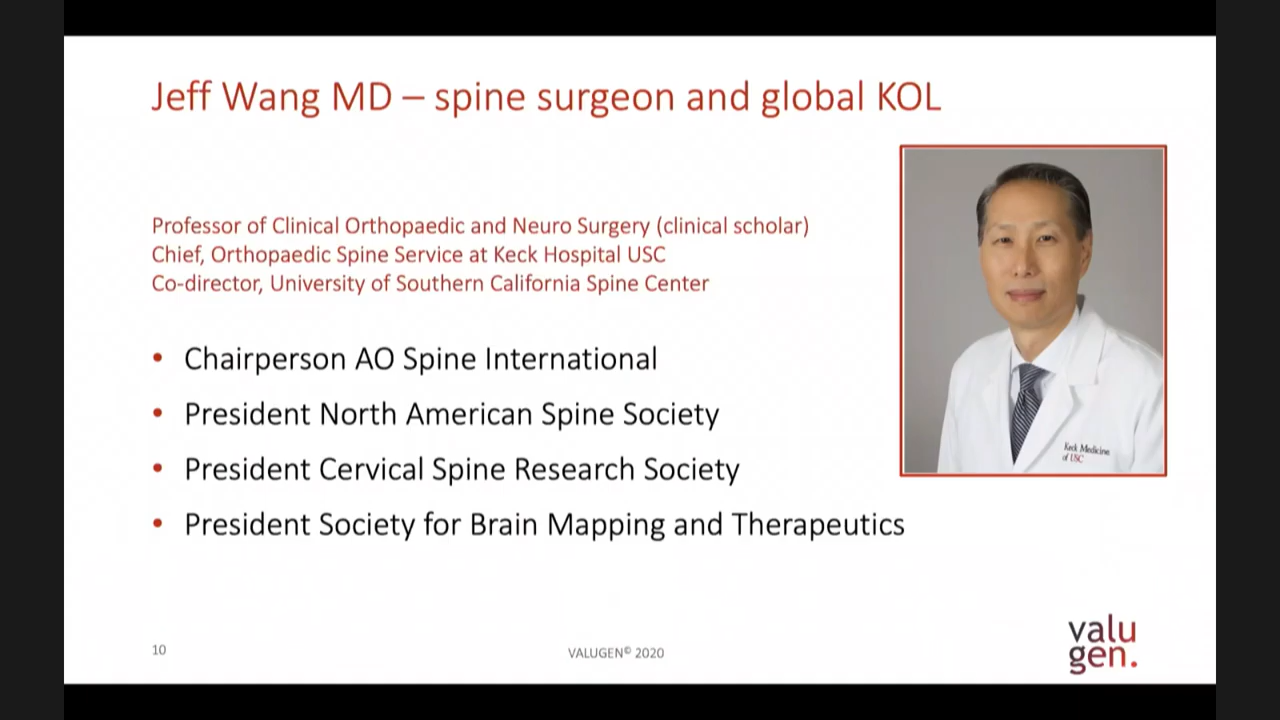 Jeff Wang MD – spine surgeon and global KOL
Professor of Clinical Orthopaedic and Neuro Surgery (clinical scholar)
Chief, Orthopaedic Spine Service at Keck Hospital USC
Co-director, University of Southern California Spine Center
• Chairperson AO Spine International
• President North American Spine Society
• President Cervical Spine Research Society
• President Society for Brain Mapping and Therapeutics
Keck Medicine
of USC
10
VALUGEN© 2020
valu
gen.